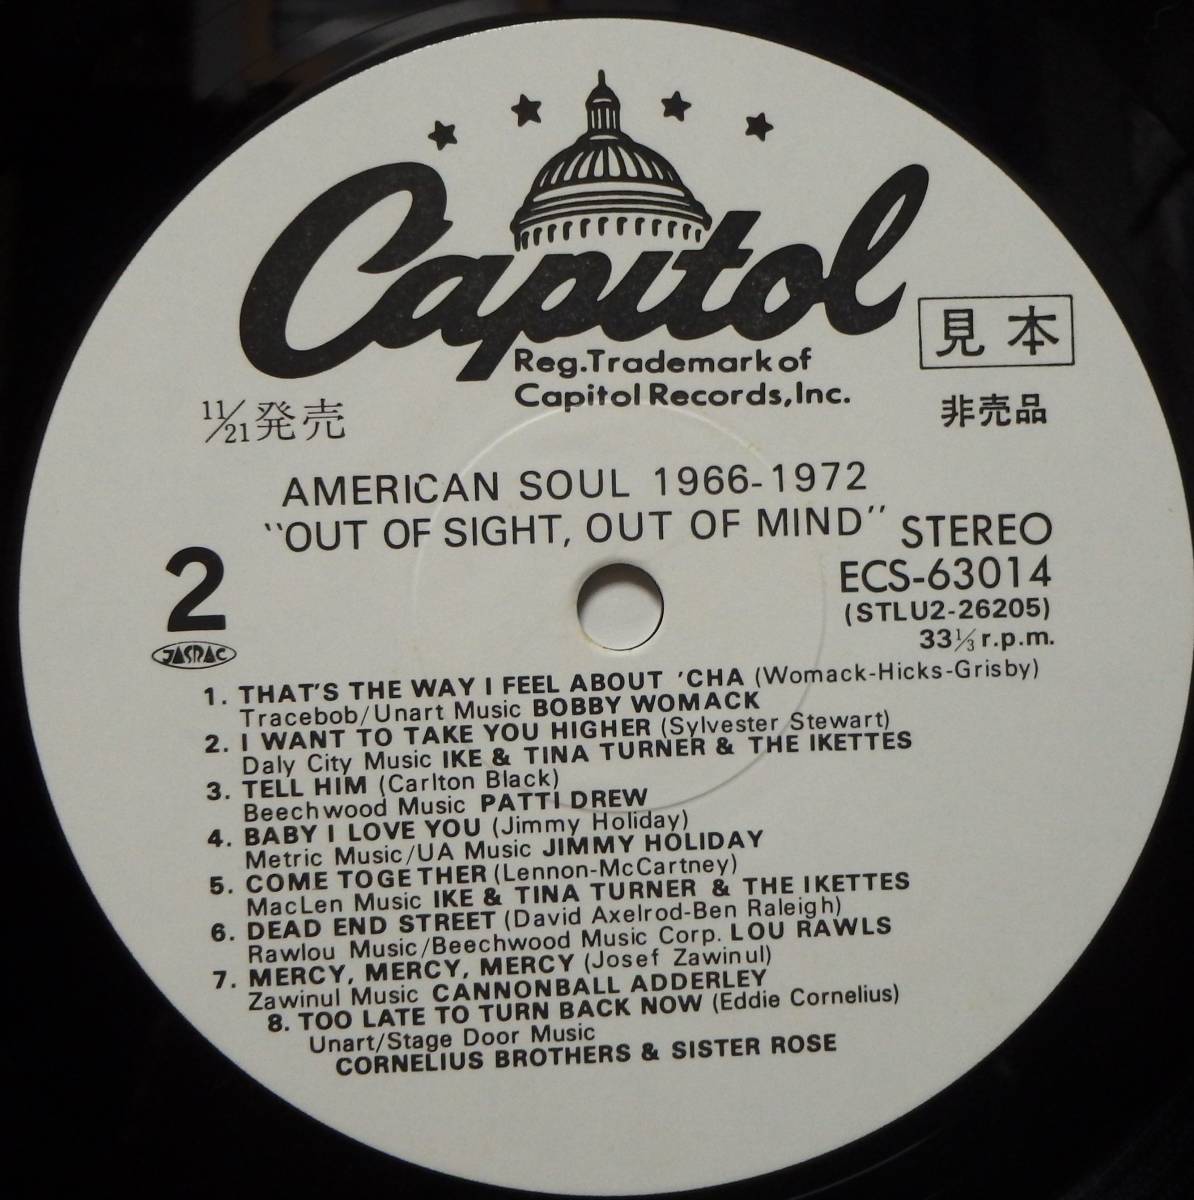 Capitol
Reg.Trademark of
Capitol Records,Inc.
見本
非売品
11/21発売
AMERICAN SOUL 1966-1972
"OUT OF SIGHT, OUT OF MIND"
STEREO
ECS-63014
(STLU2-26205)
33⅓ r.p.m.
2
JASRAC
1. THAT'S THE WAY I FEEL ABOUT 'CHA (Womack-Hicks-Grisby)
Tracebob/Unart Music BOBBY WOMACK
2. I WANT TO TAKE YOU HIGHER (Sylvester Stewart)
Daly City Music IKE & TINA TURNER & THE IKETTES
3. TELL HIM (Carlton Black)
Beechwood Music PATTI DREW
4. BABY I LOVE YOU (Jimmy Holiday)
Metric Music/UA Music JIMMY HOLIDAY
5. COME TOGETHER (Lennon-McCartney)
MacLen Music IKE & TINA TURNER & THE IKETTES
6. DEAD END STREET (David Axelrod-Ben Raleigh)
Rawlou Music/Beechwood Music Corp. LOU RAWLS
7. MERCY, MERCY, MERCY (Josef Zawinul)
Zawinul Music CANNONBALL ADDERLEY
8. TOO LATE TO TURN BACK NOW (Eddie Cornelius)
Unart/Stage Door Music
CORNELIUS BROTHERS & SISTER ROSE